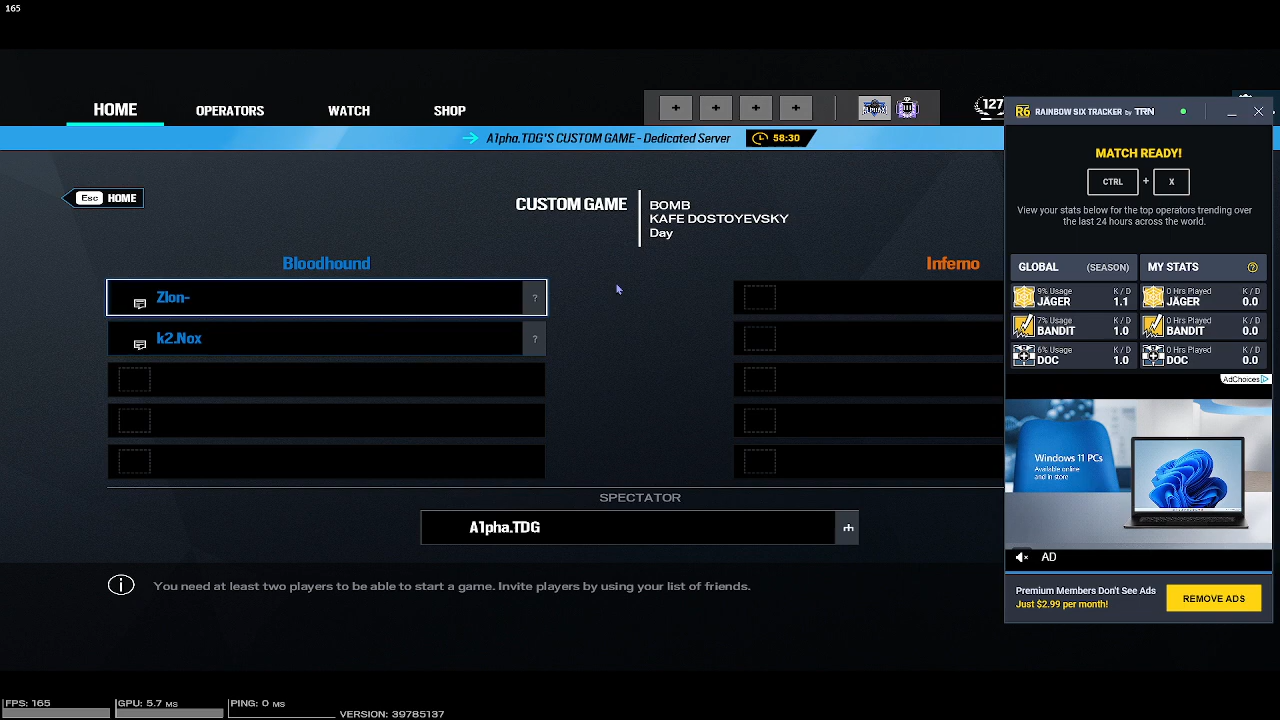 165
HOME
OPERATORS
WATCH
SHOP
+ + + +
127
A1pha.TDG'S CUSTOM GAME - Dedicated Server
58:30
Esc HOME
CUSTOM GAME
BOMB
KAFE DOSTOYEVSKY
Day
Bloodhound
Inferno
Zlon-
?
k2.Nox
?
SPECTATOR
A1pha.TDG
You need at least two players to be able to start a game. Invite players by using your list of friends.
R6 RAINBOW SIX TRACKER by TRN
MATCH READY!
CTRL + X
View your stats below for the top operators trending over
the last 24 hours across the world.
GLOBAL (SEASON)
MY STATS ?
9% Usage K / D
JÄGER 1.1
0 Hrs Played K / D
JÄGER 0.0
7% Usage K / D
BANDIT 1.0
0 Hrs Played K / D
BANDIT 0.0
6% Usage K / D
DOC 1.0
0 Hrs Played K / D
DOC 0.0
AdChoices
Windows 11 PCs
Available online
and in store
AD
Premium Members Don't See Ads
Just $2.99 per month!
REMOVE ADS
FPS: 165
GPU: 5.7 MS
PING: 0 MS
VERSION: 39785137